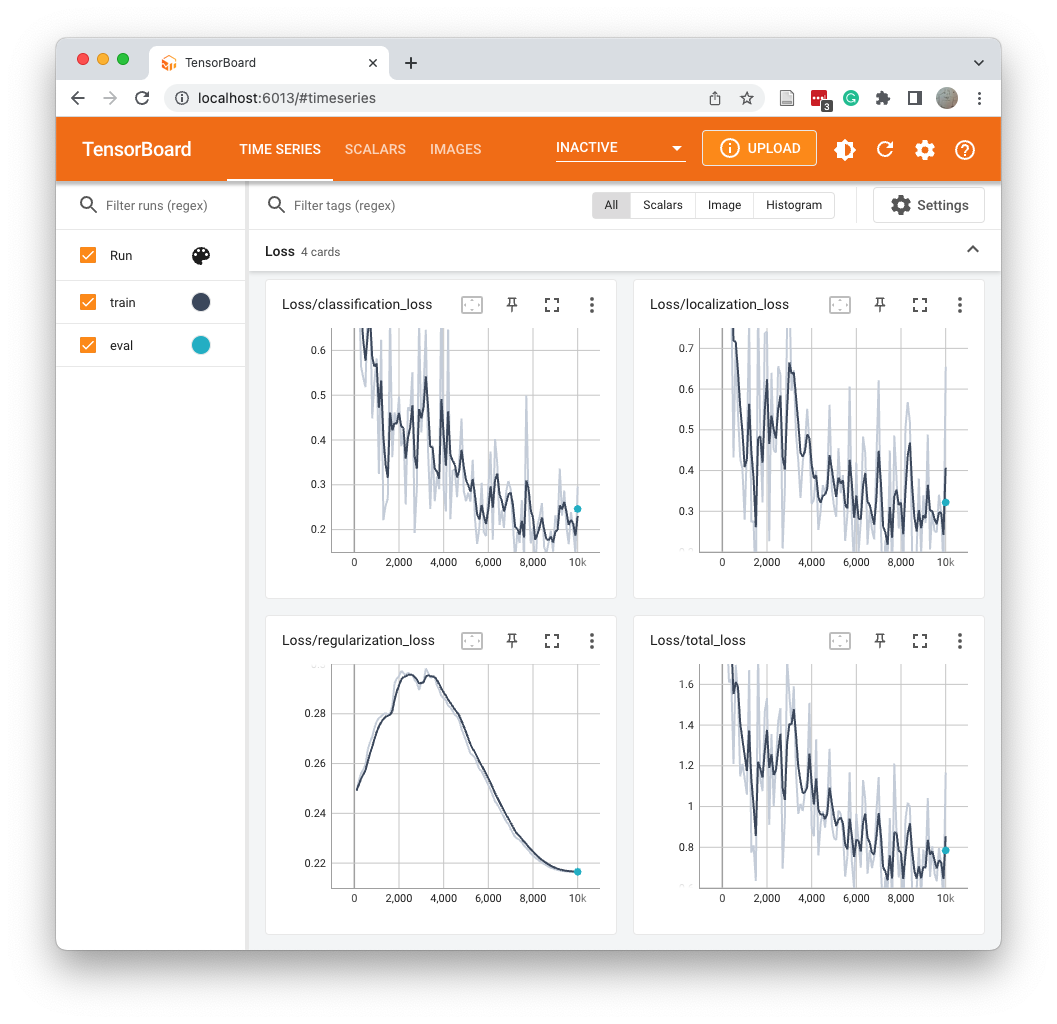 TensorBoard
localhost:6013/#timeseries
3
TensorBoard
TIME SERIES
SCALARS
IMAGES
INACTIVE
UPLOAD
Filter runs (regex)
Filter tags (regex)
All
Scalars
Image
Histogram
Settings
Run
train
eval
Loss 4 cards
Loss/classification_loss
0.6
0.5
0.4
0.3
0.2
0 2,000 4,000 6,000 8,000 10k
Loss/localization_loss
0.7
0.6
0.5
0.4
0.3
0 2,000 4,000 6,000 8,000 10k
Loss/regularization_loss
0.28
0.26
0.24
0.22
0 2,000 4,000 6,000 8,000 10k
Loss/total_loss
1.6
1.4
1.2
1
0.8
0 2,000 4,000 6,000 8,000 10k